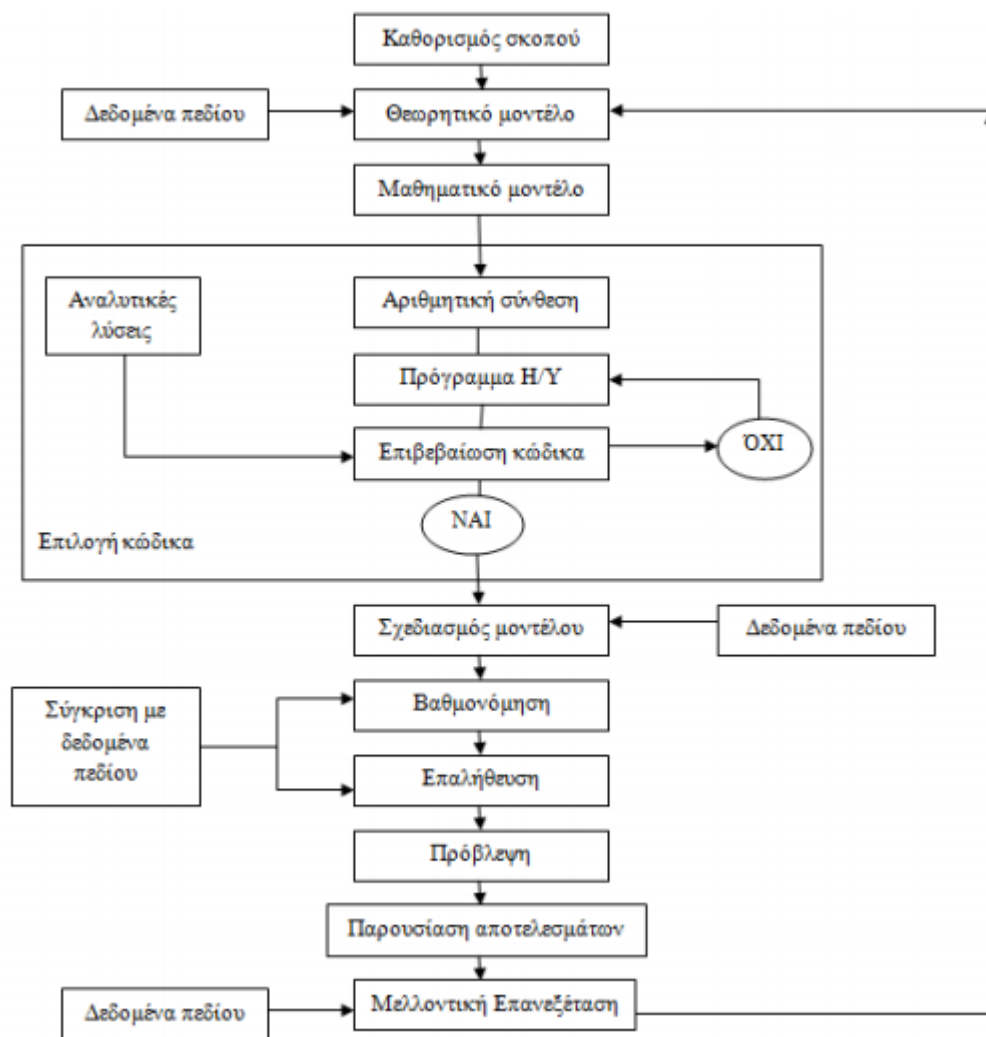 Καθορισμός σκοπού
Δεδομένα πεδίου
Θεωρητικό μοντέλο
Μαθηματικό μοντέλο
Αναλυτικές
λύσεις
Αριθμητική σύνθεση
Πρόγραμμα Η/Υ
Επιβεβαίωση κώδικα
ΌΧΙ
ΝΑΙ
Επιλογή κώδικα
Σχεδιασμός μοντέλου
Δεδομένα πεδίου
Σύγκριση με
δεδομένα
πεδίου
Βαθμονόμηση
Επαλήθευση
Πρόβλεψη
Παρουσίαση αποτελεσμάτων
Δεδομένα πεδίου
Μελλοντική Επανεξέταση